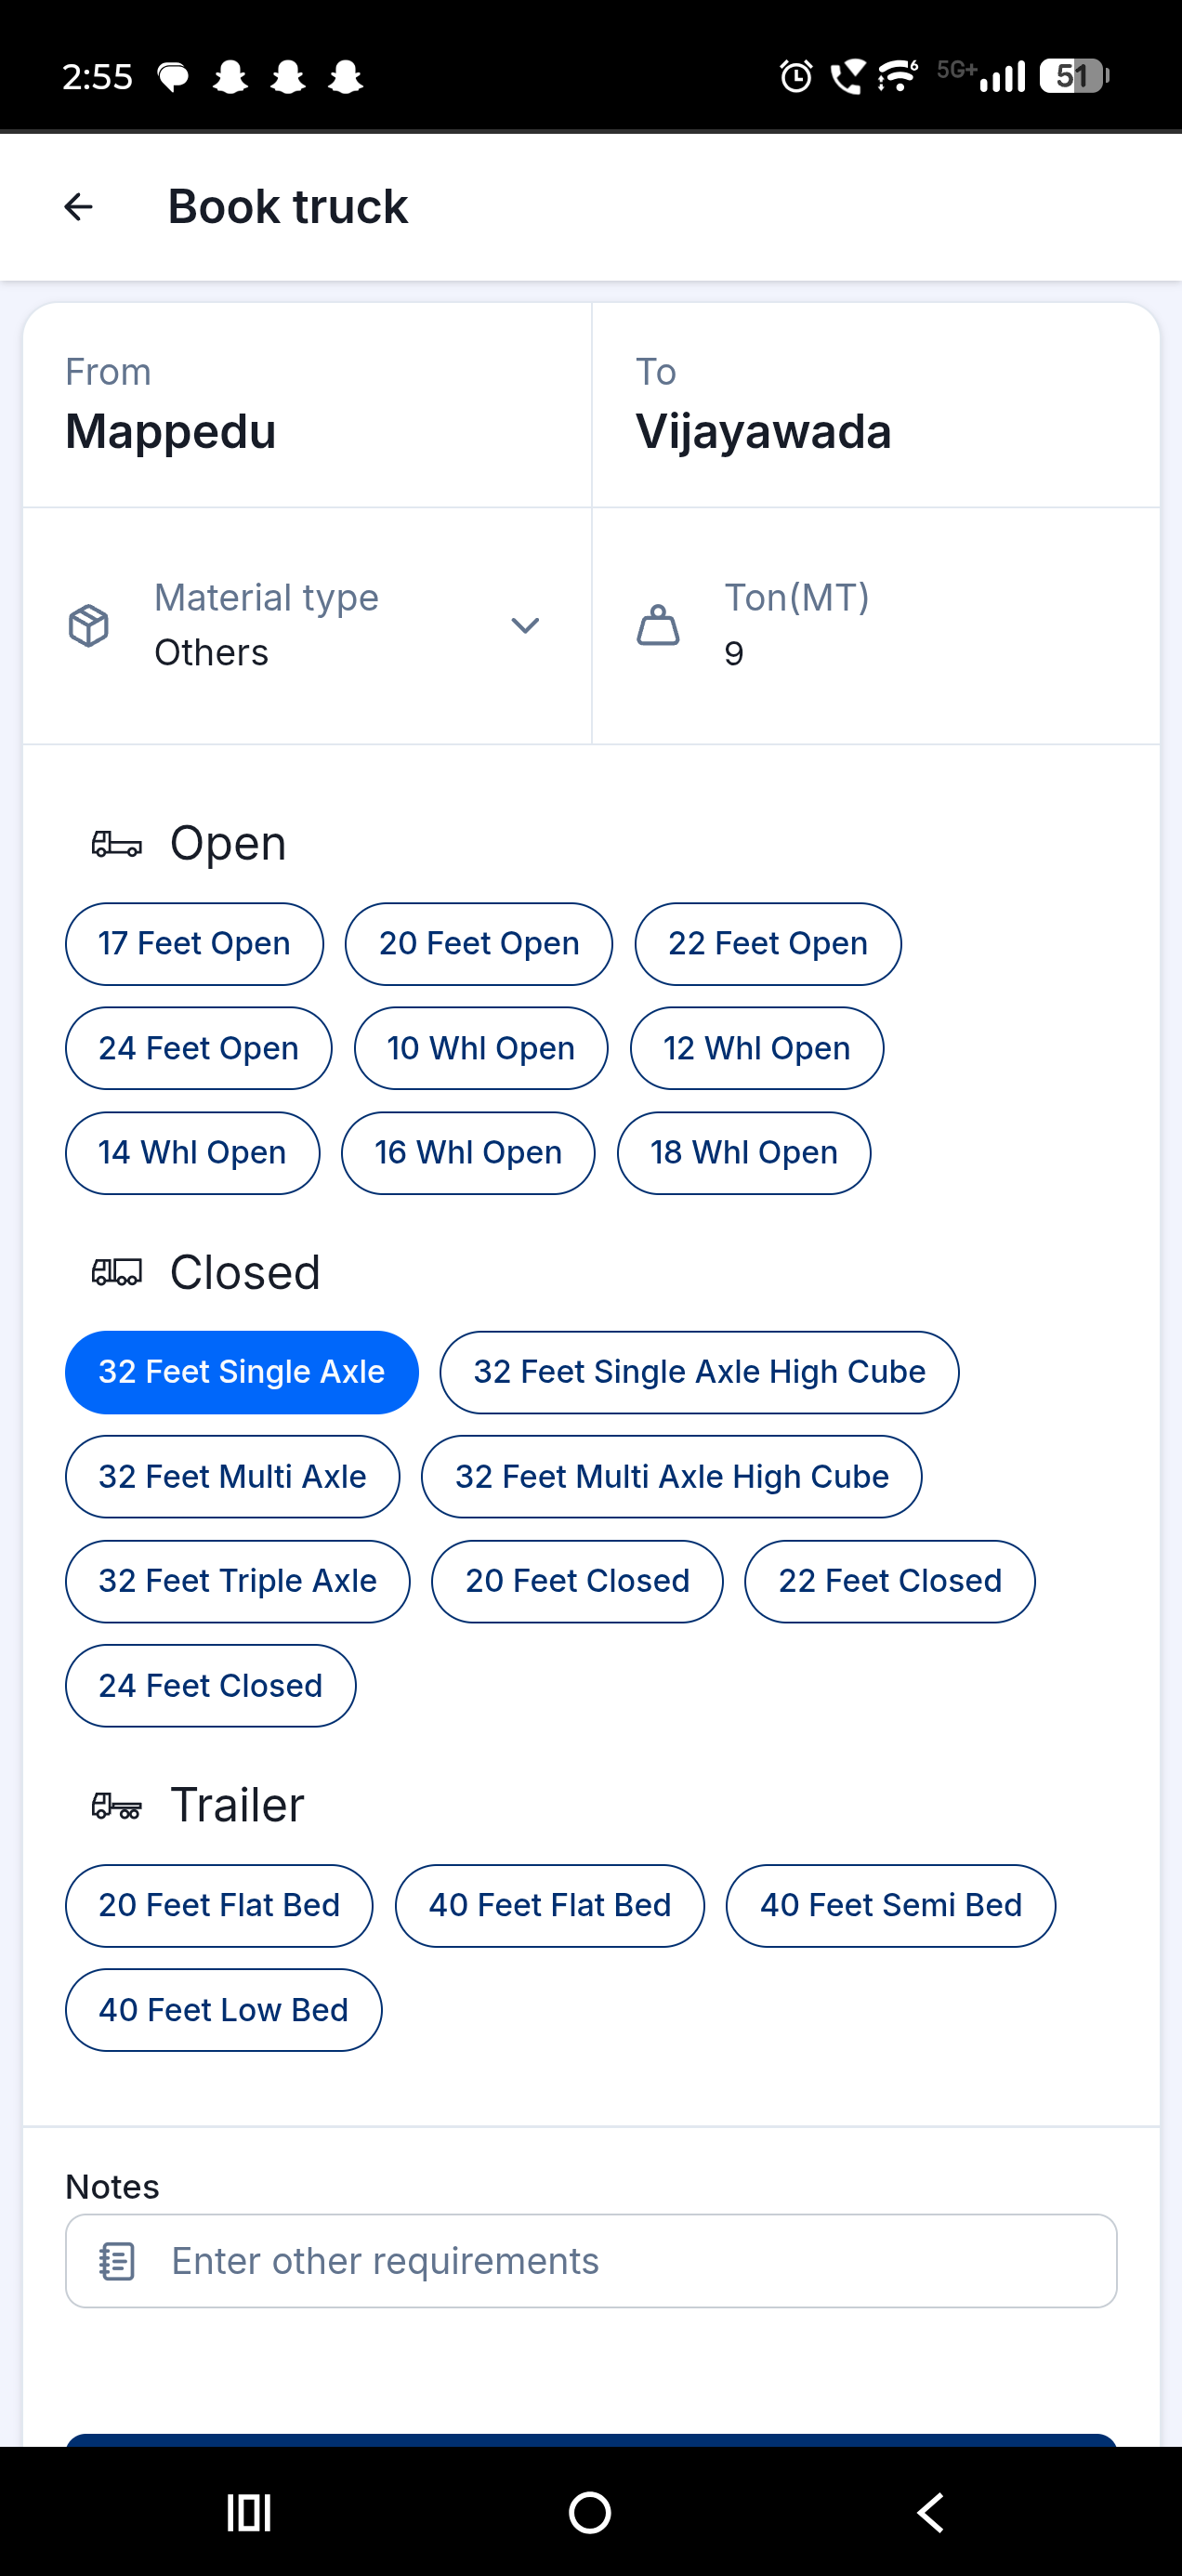 2:55 5G+ 51
Book truck
From To
Mappedu Vijayawada
Material type Ton(MT)
Others 9
Open
17 Feet Open 20 Feet Open 22 Feet Open
24 Feet Open 10 Whl Open 12 Whl Open
14 Whl Open 16 Whl Open 18 Whl Open
Closed
32 Feet Single Axle 32 Feet Single Axle High Cube
32 Feet Multi Axle 32 Feet Multi Axle High Cube
32 Feet Triple Axle 20 Feet Closed 22 Feet Closed
24 Feet Closed
Trailer
20 Feet Flat Bed 40 Feet Flat Bed 40 Feet Semi Bed
40 Feet Low Bed
Notes
Enter other requirements